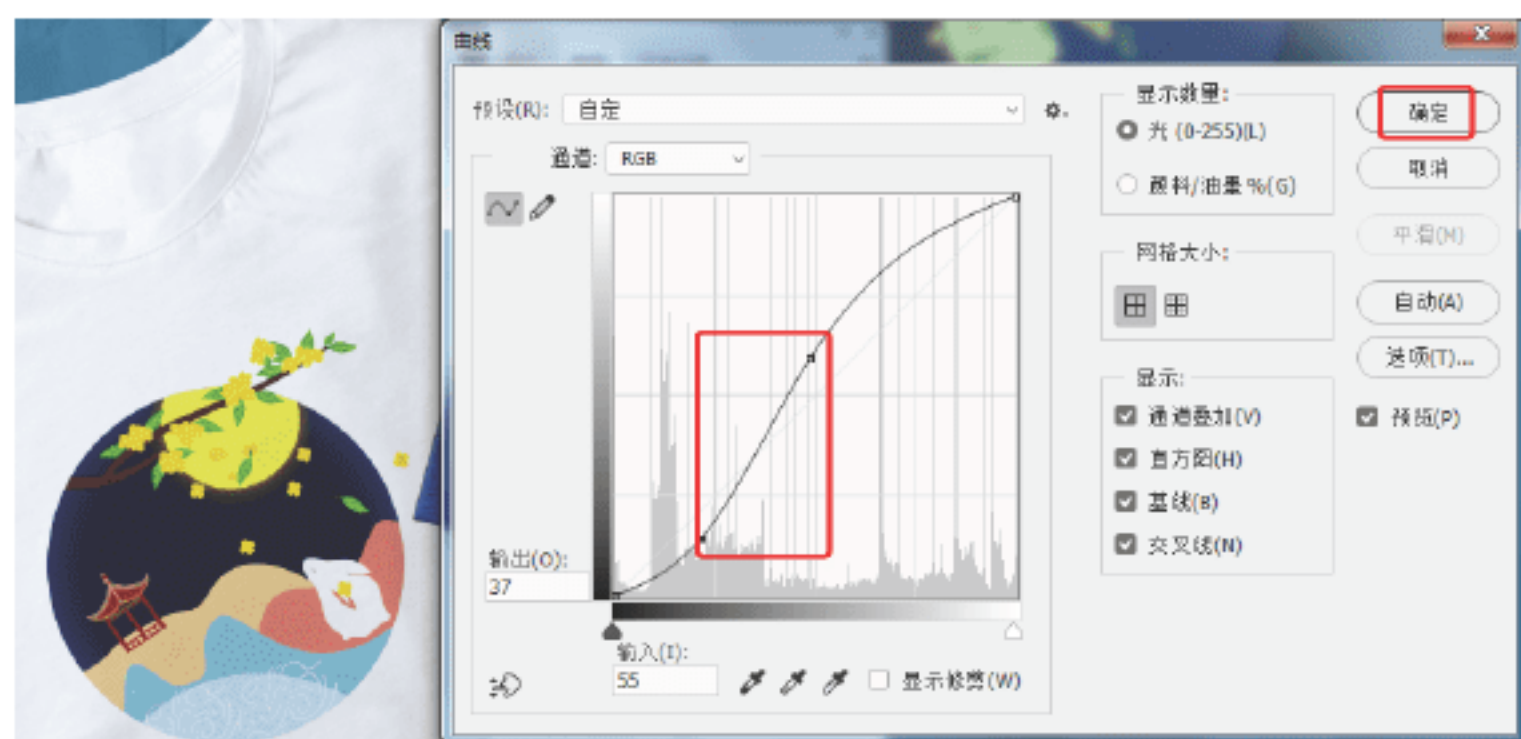 曲线
预设(R): 自定
通道: RGB
输出(O):
37
输入(I):
55
显示修剪(W)
显示数量:
光 (0-255)(L)
颜料/油墨 %(G)
网格大小:
显示:
通道叠加(V)
直方图(H)
基线(B)
交叉线(N)
确定
取消
平滑(M)
自动(A)
选项(T)...
预览(P)